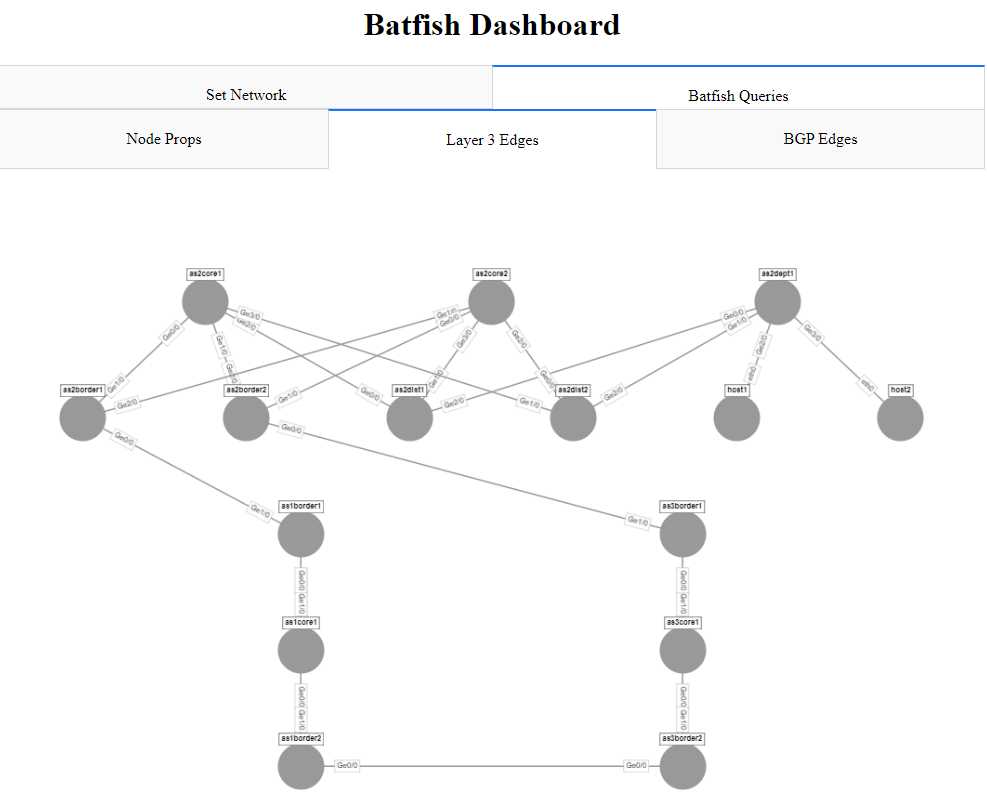 Batfish Dashboard
Set Network
Batfish Queries
Node Props
Layer 3 Edges
BGP Edges
as2core1
as2core2
as2dept1
Ge0/0
Ge1/0
Ge3/0
Ge2/0
Ge1/0
Ge0/0
Ge3/0
Ge2/0
Ge0/0
Ge1/0
Ge2/0
Ge3/0
Ge1/0
Ge2/0
Ge1/0
Ge0/0
Ge2/0
Ge1/0
Ge2/0
eth0
eth0
as2border1
as2border2
as2dist1
as2dist2
host1
host2
Ge0/0
Ge0/0
Ge1/0
Ge1/0
as1border1
as3border1
Ge0/0
Ge1/0
Ge0/0
Ge1/0
as1core1
as3core1
Ge0/0
Ge1/0
Ge0/0
Ge1/0
as1border2
as3border2
Ge0/0
Ge0/0